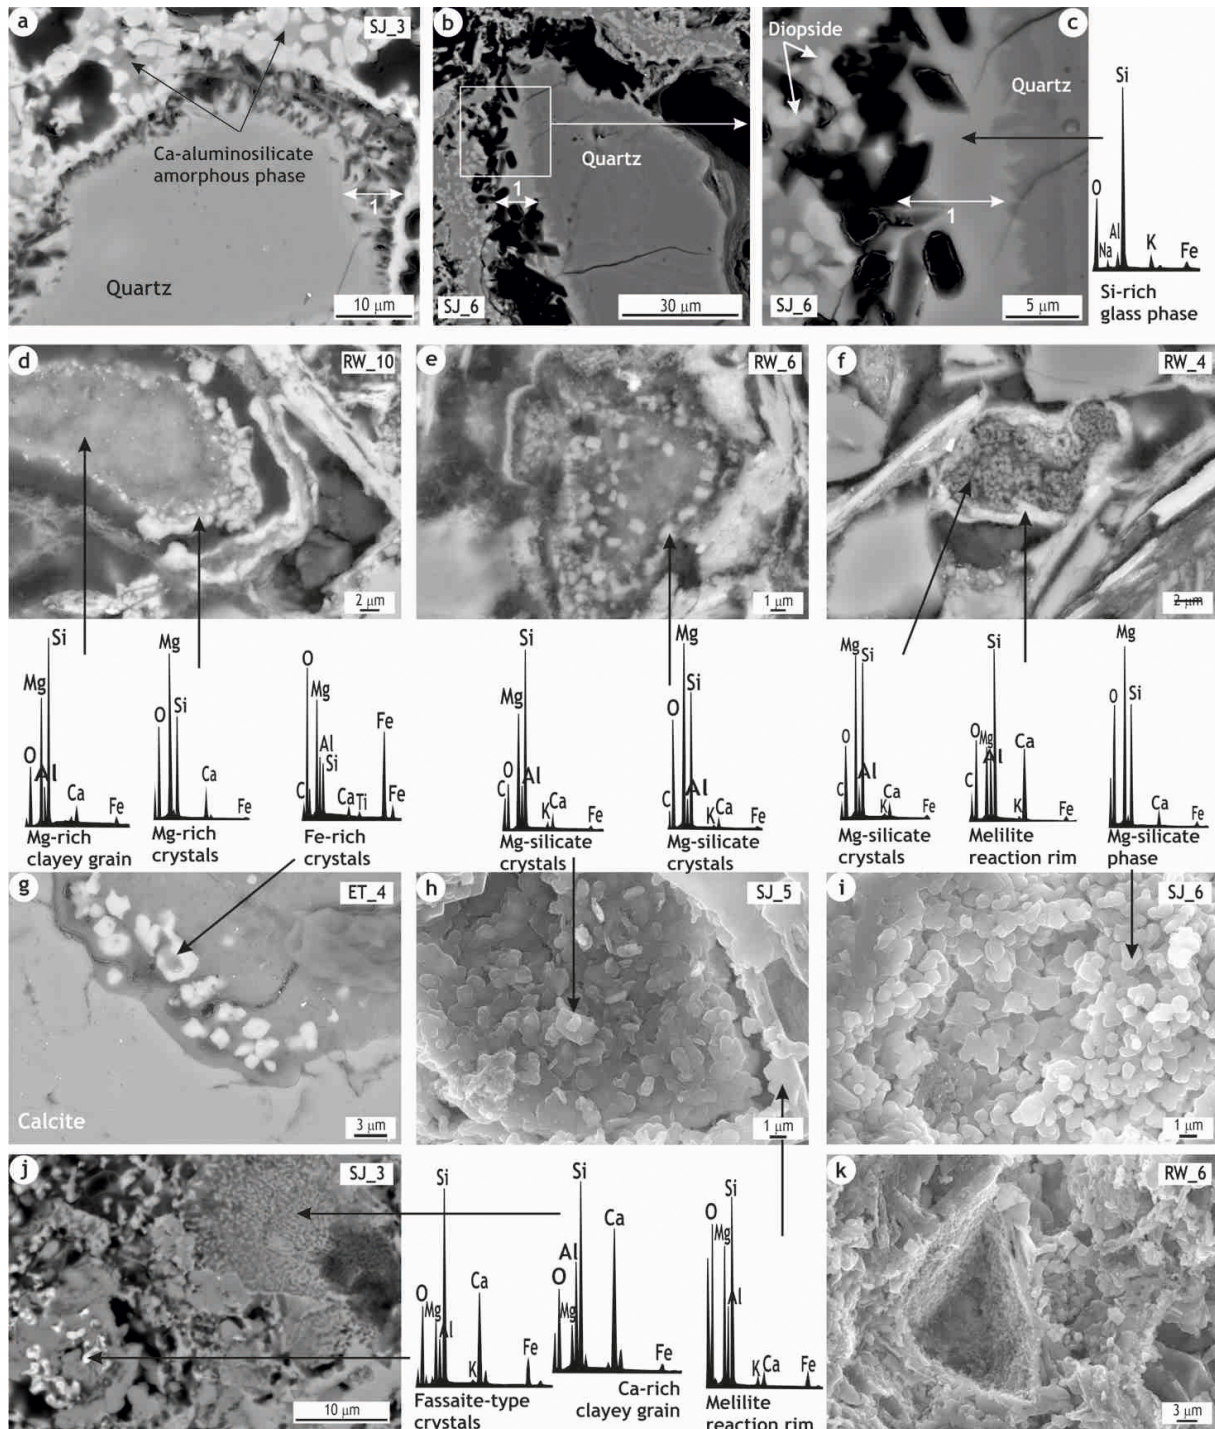 a
SJ_3
Ca-aluminosilicate
amorphous phase
1
Quartz
10 μm
b
Quartz
1
SJ_6
30 μm
c
Diopside
Quartz
1
SJ_6
5 μm
Si
O
Na
Al
K
Fe
Si-rich
glass phase
d
RW_10
2 μm
e
RW_6
1 μm
f
RW_4
2 μm
Si
Mg
O
Al
Ca
Fe
Mg-rich
clayey grain
Mg
O
Si
Ca
Fe
Mg-rich
crystals
O
Mg
Al
Si
Fe
C
Ca
Ti
Fe
Fe-rich
crystals
Si
Mg
O
C
Al
K
Ca
Fe
Mg-silicate
crystals
Mg
Si
O
C
Al
K
Ca
Fe
Mg-silicate
crystals
Mg
Si
O
C
Al
K
Ca
Fe
Mg-silicate
crystals
Si
O
Mg
Al
Ca
C
K
Fe
Melilite
reaction rim
Mg
O
Si
Ca
Fe
Mg-silicate
phase
g
ET_4
Calcite
3 μm
h
SJ_5
1 μm
i
SJ_6
1 μm
j
SJ_3
10 μm
Si
O
Mg
Al
K
Ca
Fe
Fassaite-type
crystals
Si
Al
O
Mg
Ca
Fe
Ca-rich
clayey grain
Si
O
Mg
Al
K
Ca
Fe
Melilite
reaction rim
k
RW_6
3 μm